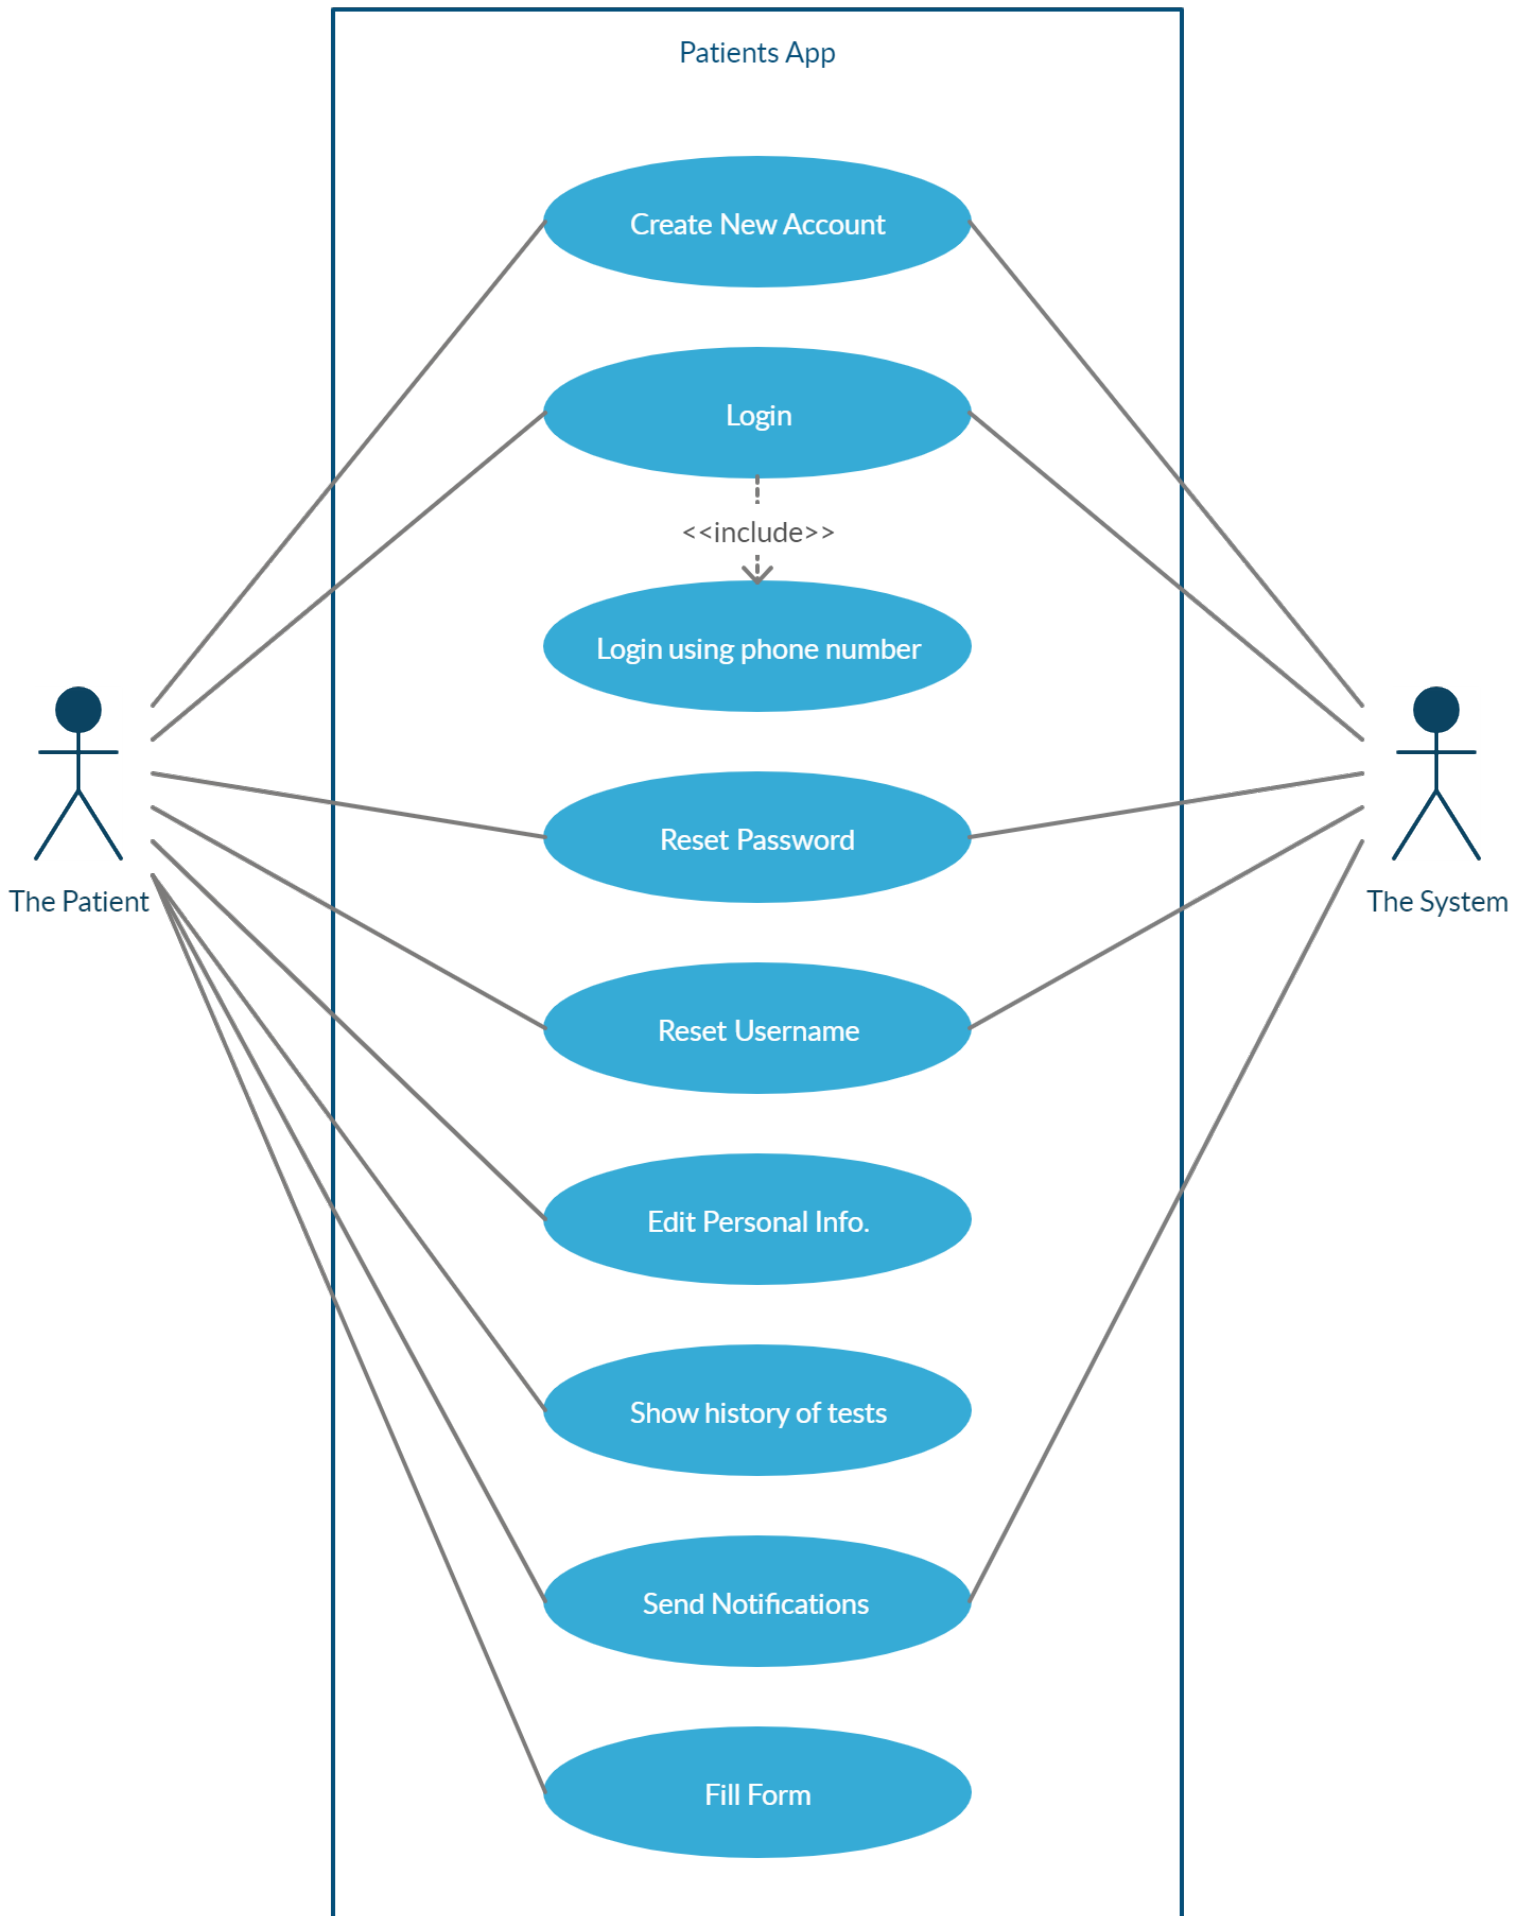 Patients App
Create New Account
Login
<<include>>
Login using phone number
The Patient
The System
Reset Password
Reset Username
Edit Personal Info.
Show history of tests
Send Notifications
Fill Form